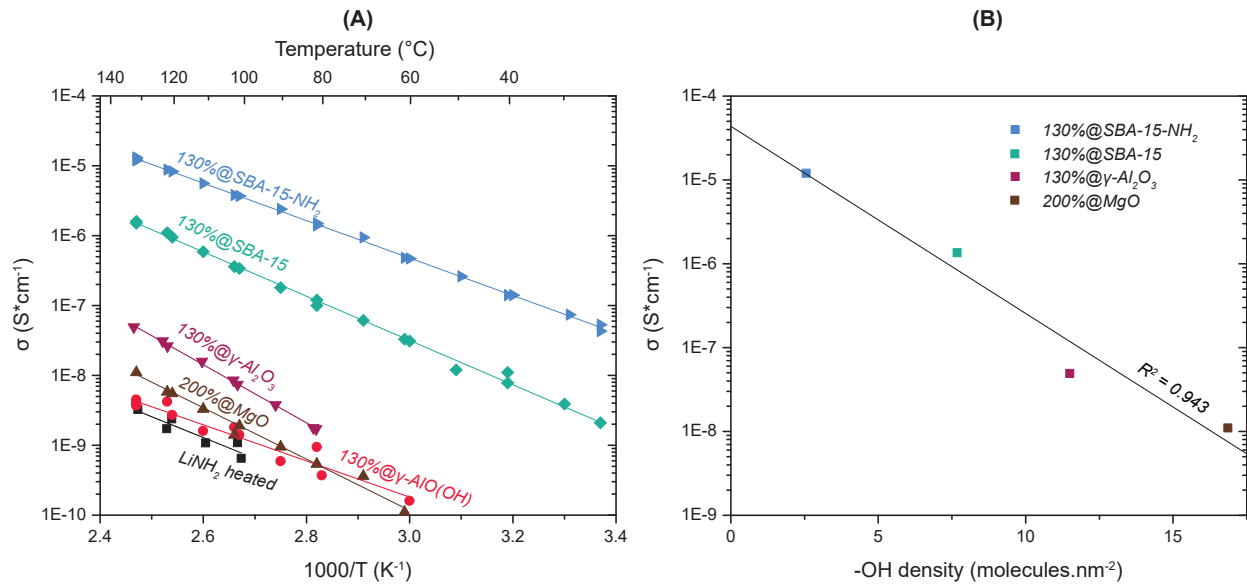 (A)
Temperature (°C)
140 120 100 80 60 40
1E-4
1E-5
1E-6
1E-7
1E-8
1E-9
1E-10
σ (S*cm⁻¹)
130%@SBA-15-NH₂
130%@SBA-15
130%@γ-Al₂O₃
200%@MgO
130%@γ-AlO(OH)
LiNH₂ heated
2.4 2.6 2.8 3.0 3.2 3.4
1000/T (K⁻¹)
(B)
1E-4
1E-5
1E-6
1E-7
1E-8
1E-9
σ (S*cm⁻¹)
130%@SBA-15-NH₂
130%@SBA-15
130%@γ-Al₂O₃
200%@MgO
R² = 0.943
0 5 10 15
-OH density (molecules.nm⁻²)